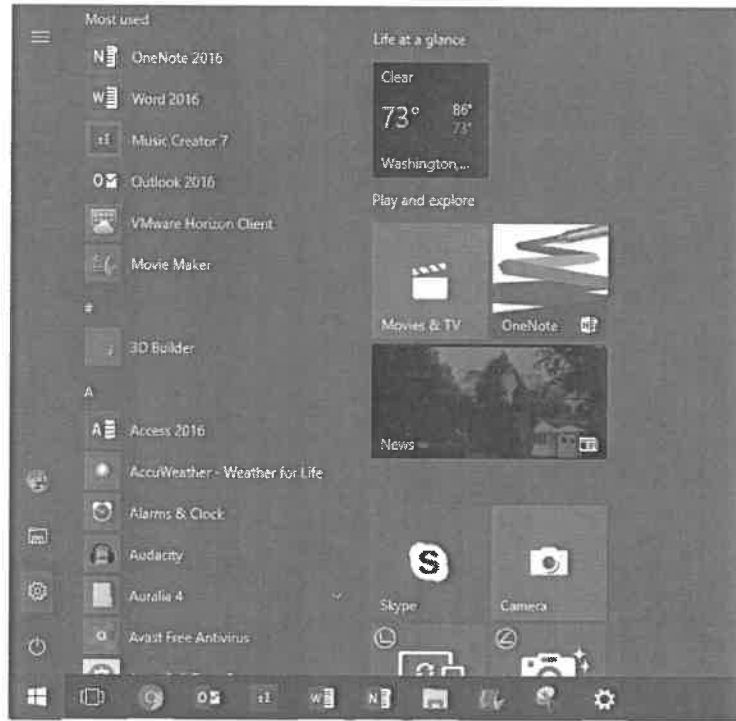 Most used
OneNote 2016
Word 2016
Music Creator 7
Outlook 2016
VMware Horizon Client
Movie Maker
#
3D Builder
A
Access 2016
AccuWeather - Weather for Life
Alarms & Clock
Audacity
Auralia 4
Avast Free Antivirus
Life at a glance
Clear
73° 86°
73°
Washington,...
Play and explore
Movies & TV
OneNote
News
Skype
Camera